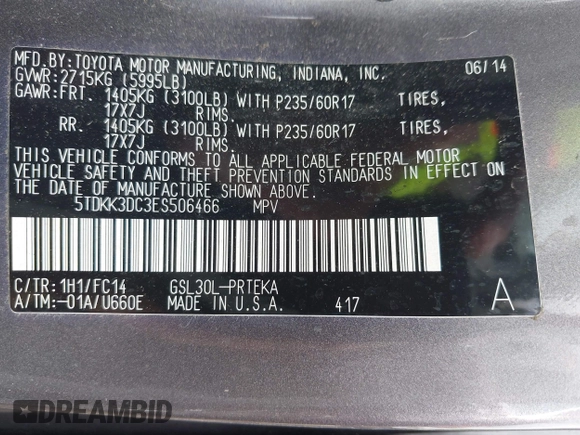 MFD.BY:TOYOTA MOTOR MANUFACTURING, INDIANA, INC. 06/14
GVWR:2715KG (5995LB)
GAWR:FRT. 1405KG (3100LB) WITH P235/60R17 TIRES,
17X7J RIMS.
RR. 1405KG (3100LB) WITH P235/60R17 TIRES,
17X7J RIMS.
THIS VEHICLE CONFORMS TO ALL APPLICABLE FEDERAL MOTOR
VEHICLE SAFETY AND THEFT PREVENTION STANDARDS IN EFFECT ON
THE DATE OF MANUFACTURE SHOWN ABOVE.
5TDKK3DC3ES506466 MPV
C/TR:1H1/FC14 GSL30L-PRTEKA
A/TM:-01A/U660E MADE IN U.S.A. 417 A
DREAMBID